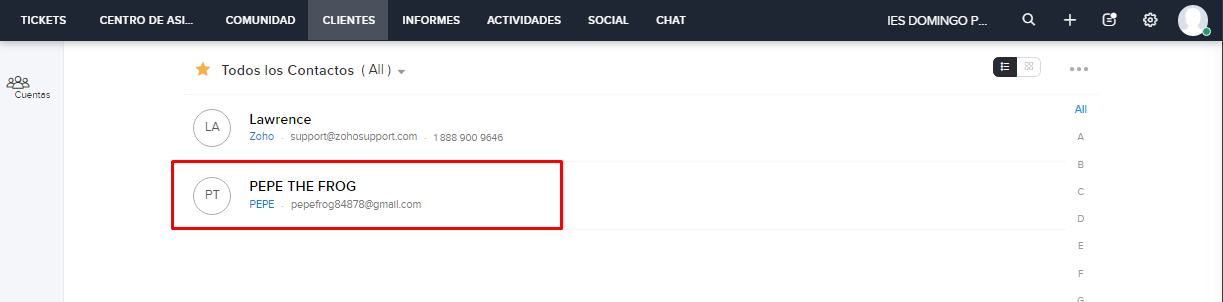 TICKETS CENTRO DE ASI... COMUNIDAD CLIENTES INFORMES ACTIVIDADES SOCIAL CHAT IES DOMINGO P...
Cuentas
Todos los Contactos ( All )
All
LA
Lawrence
Zoho . support@zohosupport.com . 1 888 900 9646
A
B
PT
PEPE THE FROG
PEPE . pepefrog84878@gmail.com
C
D
E
F
G